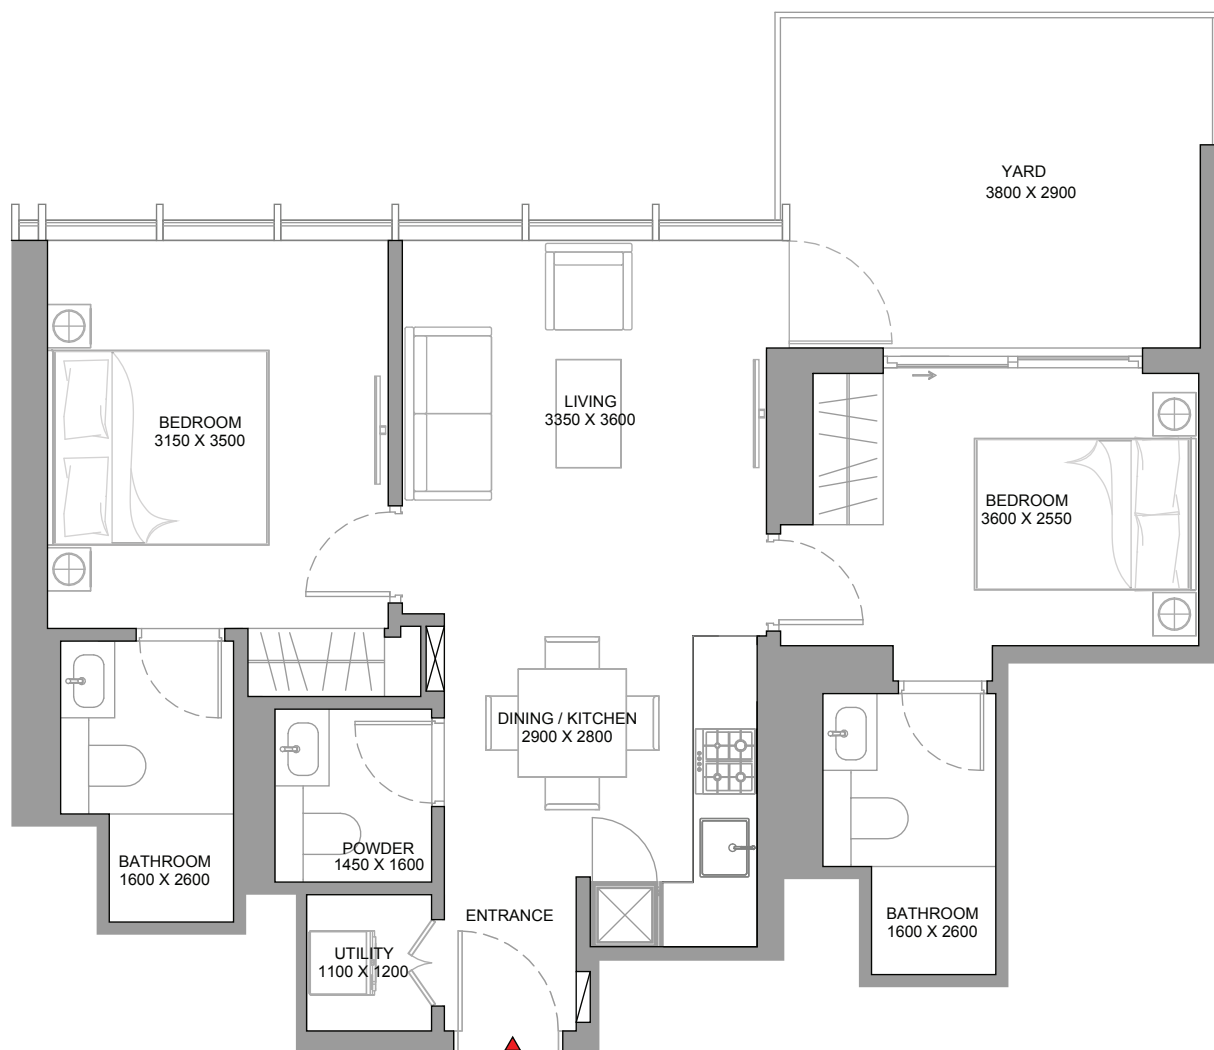 YARD
3800 X 2900
LIVING
3350 X 3600
BEDROOM
3150 X 3500
BEDROOM
3600 X 2550
DINING / KITCHEN
2900 X 2800
POWDER
1450 X 1600
BATHROOM
1600 X 2600
ENTRANCE
BATHROOM
1600 X 2600
UTILITY
1100 X 1200